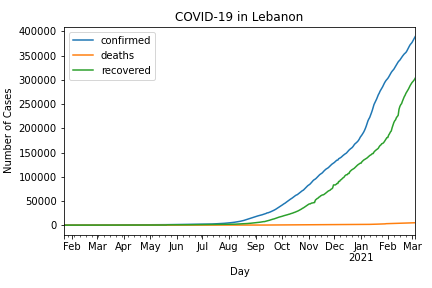 COVID-19 in Lebanon
confirmed
deaths
recovered
Number of Cases
400000
350000
300000
250000
200000
150000
100000
50000
0
Feb Mar Apr May Jun Jul Aug Sep Oct Nov Dec Jan Feb Mar
2021
Day